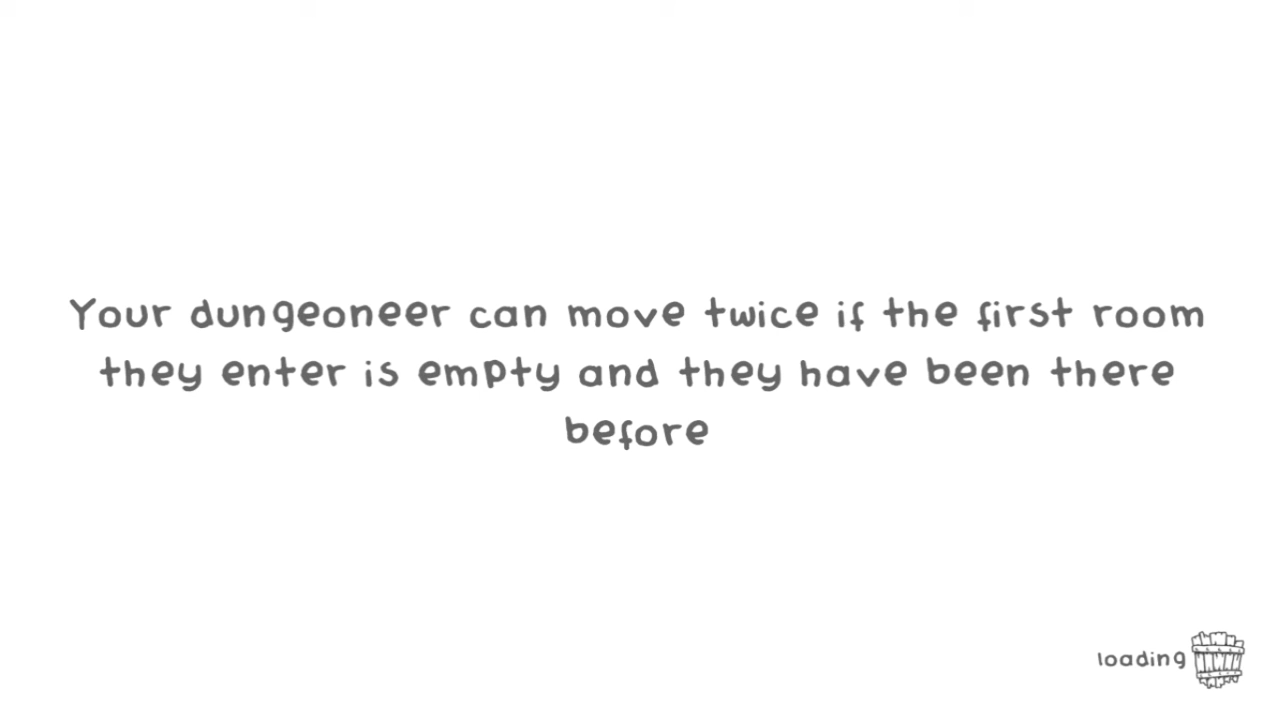 Your dungeoneer can move twice if the first room
they enter is empty and they have been there
before
loading